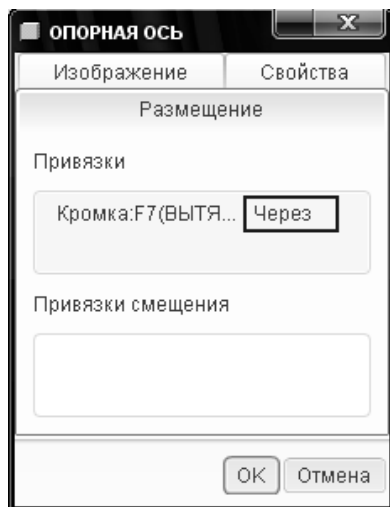 ОПОРНАЯ ОСЬ
Изображение Свойства
Размещение
Привязки
Кромка:F7(ВЫТЯ... Через
Привязки смещения
OK Отмена